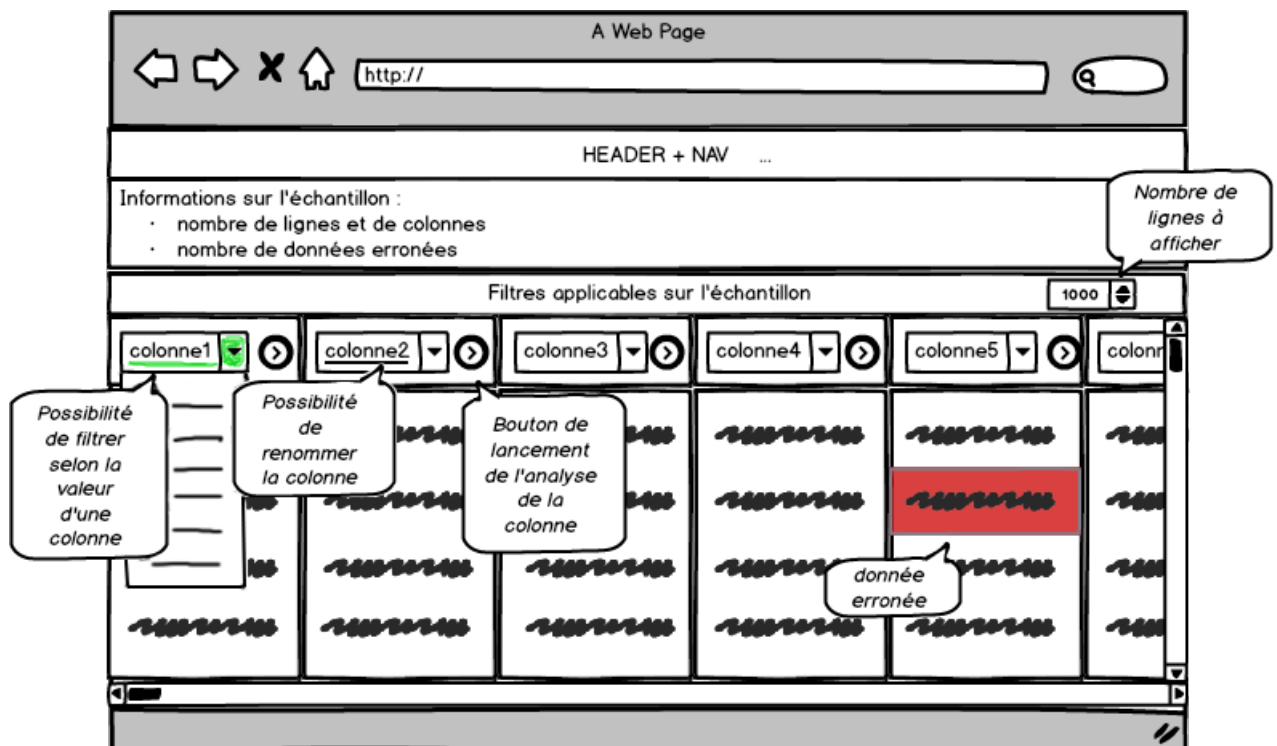 A Web Page
http://
HEADER + NAV ...
Informations sur l'échantillon :
· nombre de lignes et de colonnes
· nombre de données erronées
Nombre de
lignes à
afficher
Filtres applicables sur l'échantillon
1000
colonne1
colonne2
colonne3
colonne4
colonne5
colonn
Possibilité
de filtrer
selon la
valeur
d'une
colonne
Possibilité
de
renommer
la colonne
Bouton de
lancement
de l'analyse
de la
colonne
donnée
erronée